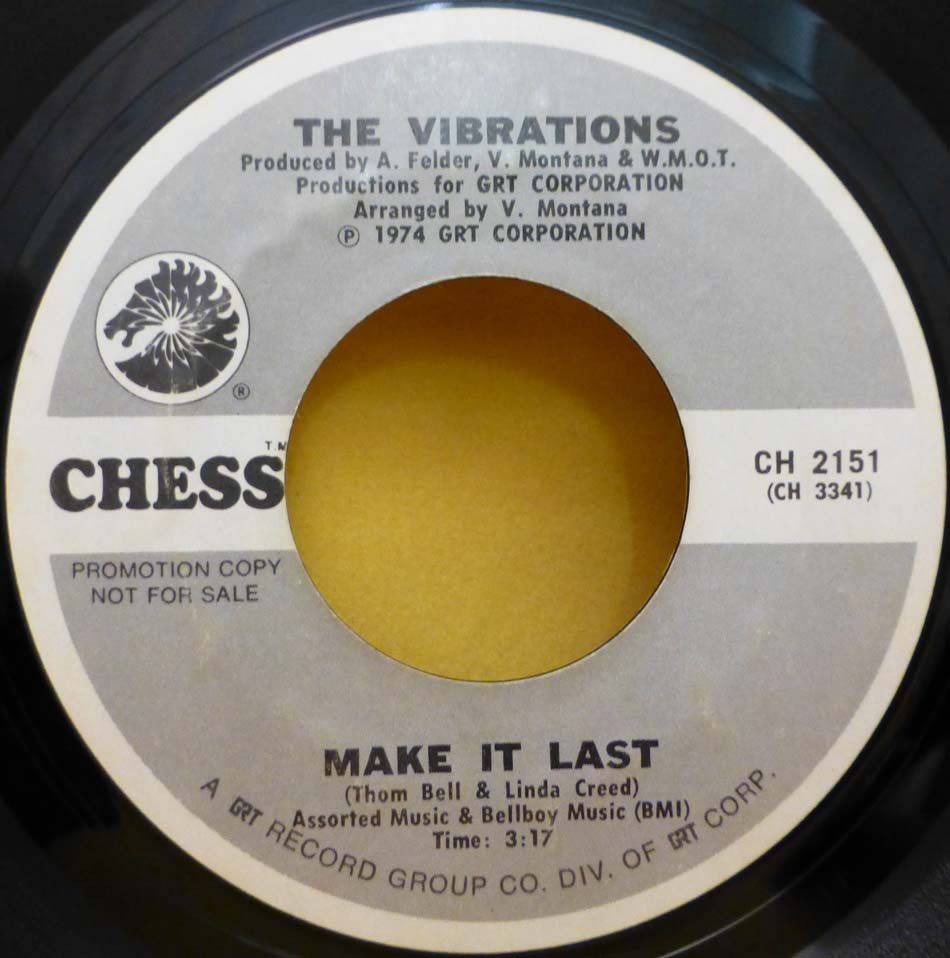 THE VIBRATIONS
Produced by A. Felder, V. Montana & W.M.O.T.
Productions for GRT CORPORATION
Arranged by V. Montana
Ⓟ 1974 GRT CORPORATION
®
T.M
CHESS
CH 2151
(CH 3341)
PROMOTION COPY
NOT FOR SALE
MAKE IT LAST
(Thom Bell & Linda Creed)
Assorted Music & Bellboy Music (BMI)
Time: 3:17
A GRT RECORD GROUP CO. DIV. OF GRT CORP.